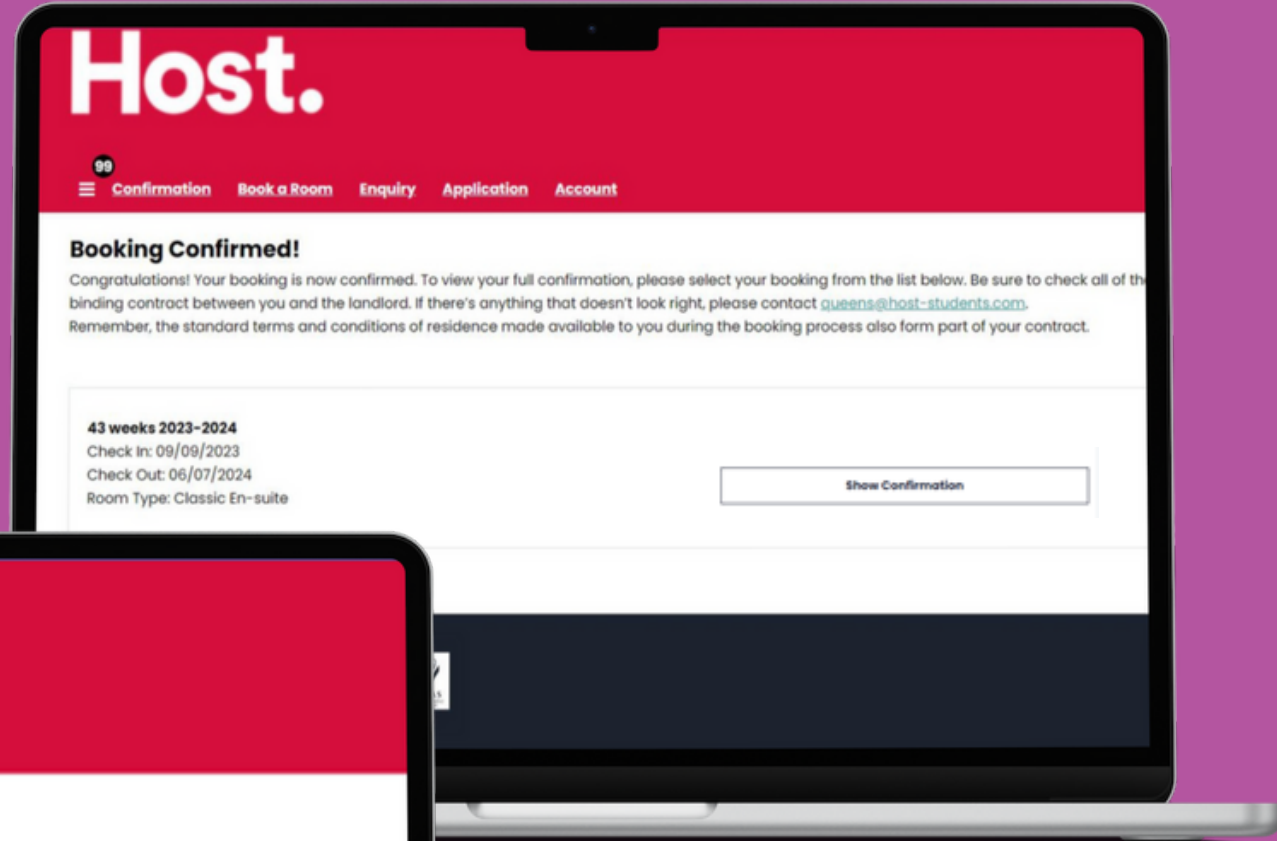 Host.
99
Confirmation Book a Room Enquiry Application Account
Booking Confirmed!
Congratulations! Your booking is now confirmed. To view your full confirmation, please select your booking from the list below. Be sure to check all of
binding contract between you and the landlord. If there's anything that doesn't look right, please contact queens@host-students.com.
Remember, the standard terms and conditions of residence made available to you during the booking process also form part of your contract.
43 weeks 2023-2024
Check In: 09/09/2023
Check Out: 06/07/2024
Room Type: Classic En-suite
Show Confirmation